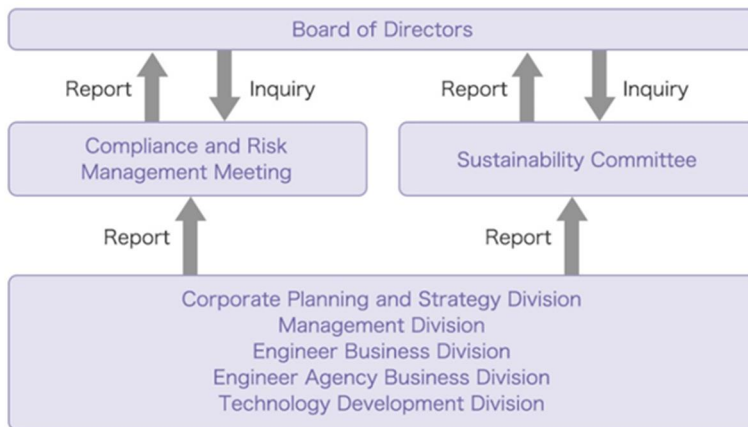 Board of Directors
Report
Inquiry
Report
Inquiry
Compliance and Risk
Management Meeting
Sustainability Committee
Report
Report
Corporate Planning and Strategy Division
Management Division
Engineer Business Division
Engineer Agency Business Division
Technology Development Division